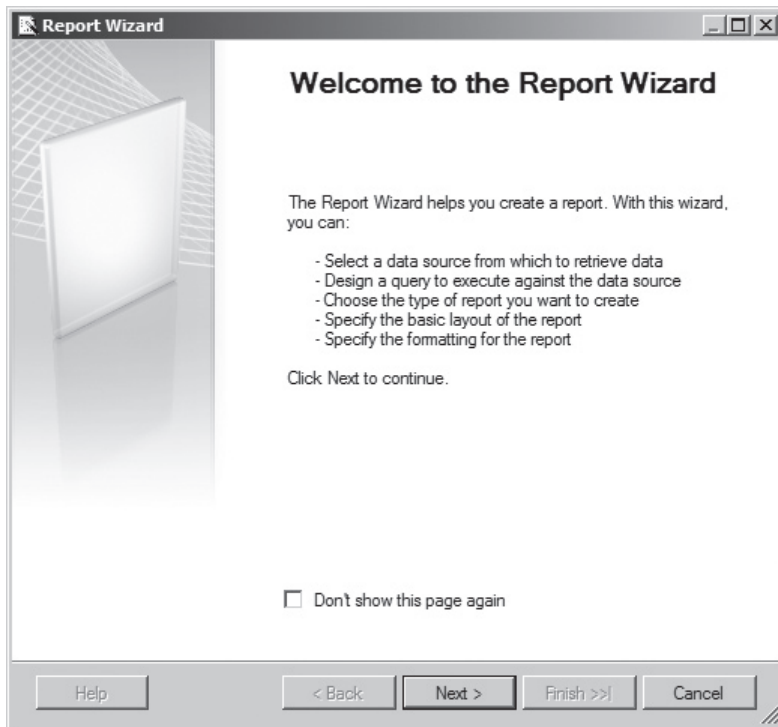 Report Wizard
Welcome to the Report Wizard
The Report Wizard helps you create a report. With this wizard,
you can:
- Select a data source from which to retrieve data
- Design a query to execute against the data source
- Choose the type of report you want to create
- Specify the basic layout of the report
- Specify the formatting for the report
Click Next to continue.
Don't show this page again
Help < Back Next > Finish >>| Cancel